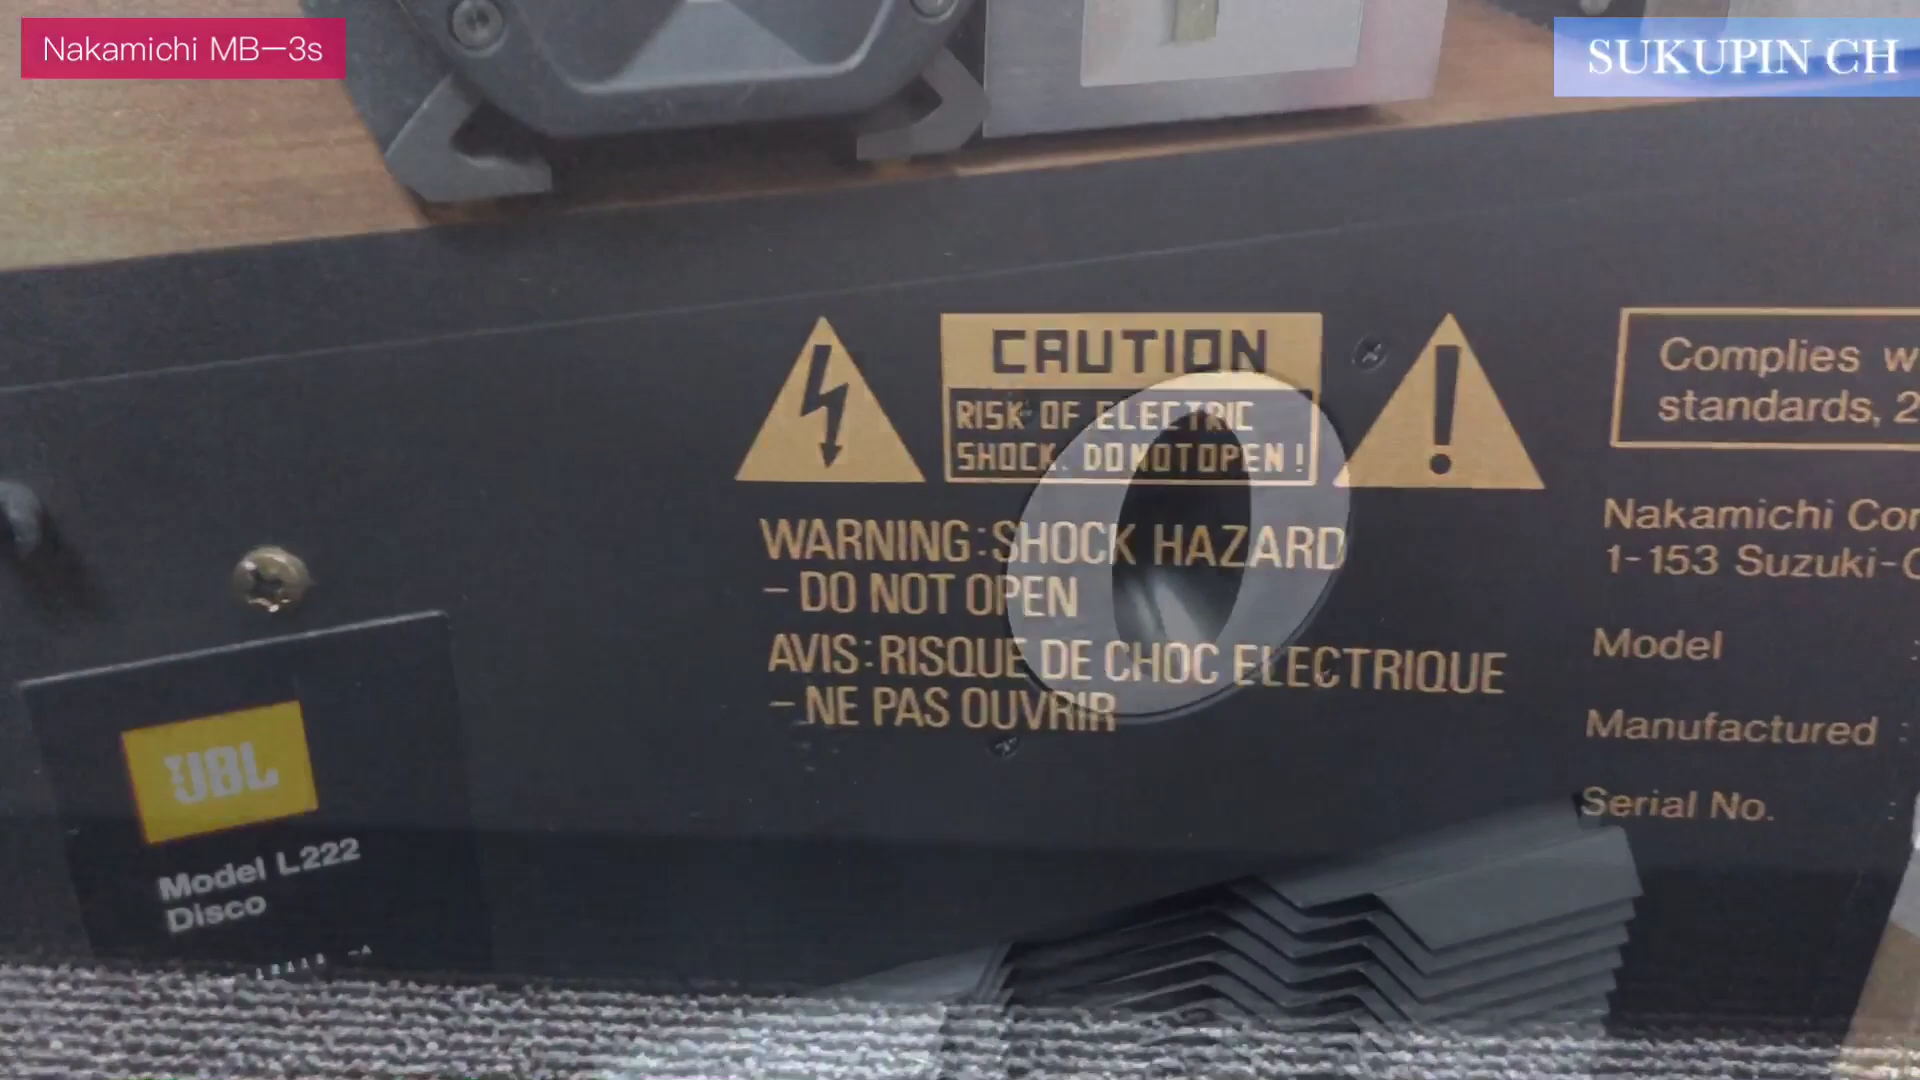 Nakamichi MB-3s
SUKUPIN CH
CAUTION
RISK OF ELECTRIC
SHOCK. DO NOT OPEN!
Complies w
standards, 2
WARNING: SHOCK HAZARD
- DO NOT OPEN
AVIS: RISQUE DE CHOC ELECTRIQUE
- NE PAS OUVRIR
Nakamichi Cor
1-153 Suzuki-
Model :
Manufactured :
Serial No. :
JBL
Model L222
Disco